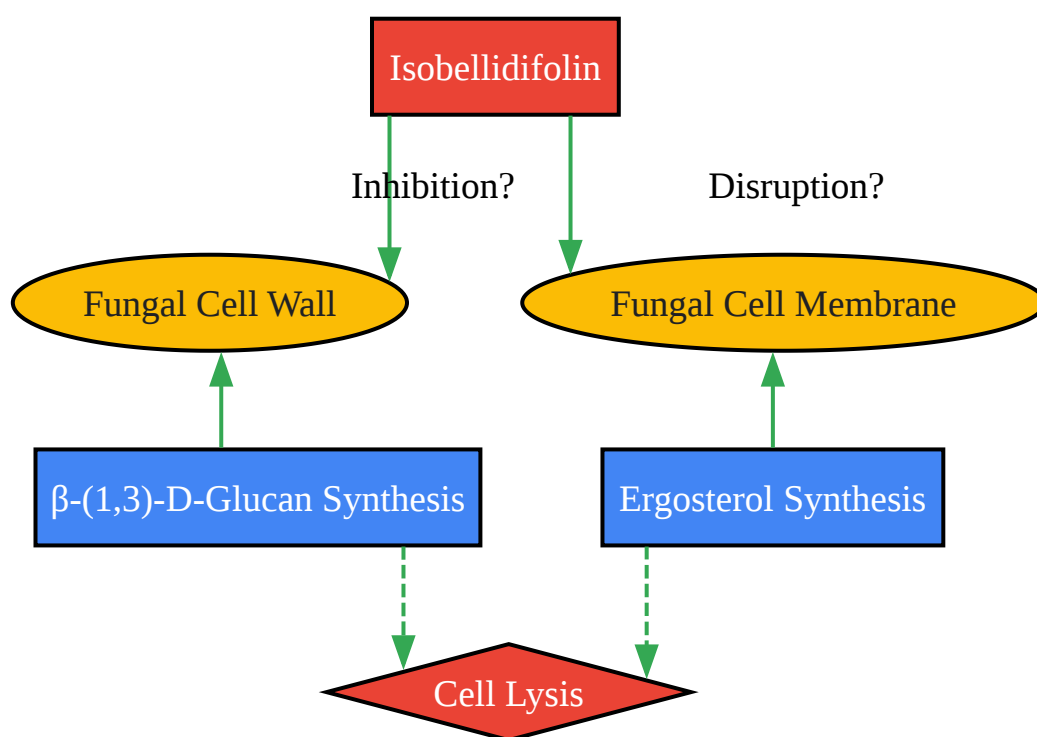 Isobellidifolin
Inhibition?
Disruption?
Fungal Cell Wall
Fungal Cell Membrane
β-(1,3)-D-Glucan Synthesis
Ergosterol Synthesis
Cell Lysis